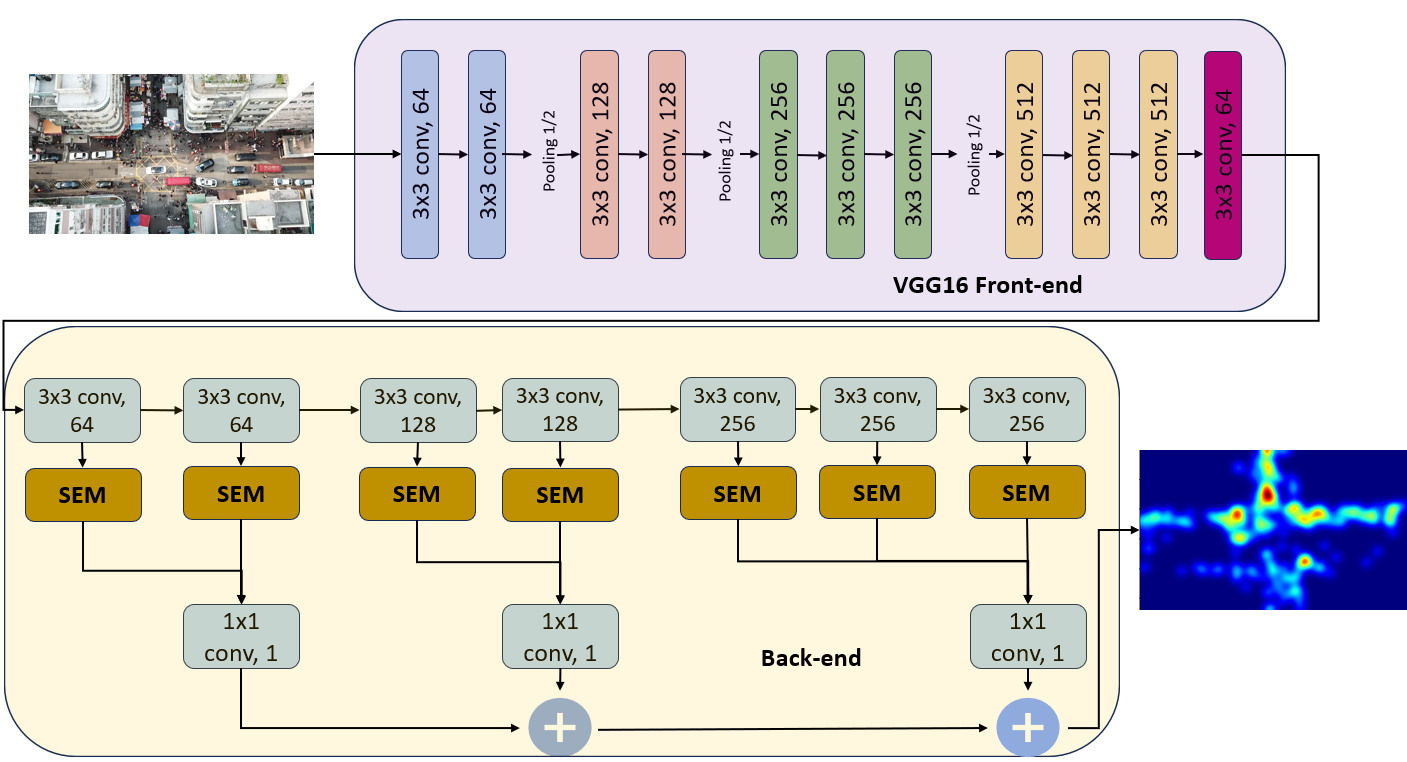 3x3 conv, 64
3x3 conv, 64
Pooling 1/2
3x3 conv, 128
3x3 conv, 128
Pooling 1/2
3x3 conv, 256
3x3 conv, 256
3x3 conv, 256
Pooling 1/2
3x3 conv, 512
3x3 conv, 512
3x3 conv, 512
3x3 conv, 64
VGG16 Front-end
3x3 conv,
64
3x3 conv,
64
3x3 conv,
128
3x3 conv,
128
3x3 conv,
256
3x3 conv,
256
3x3 conv,
256
SEM
SEM
SEM
SEM
SEM
SEM
SEM
1x1
conv, 1
1x1
conv, 1
1x1
conv, 1
Back-end